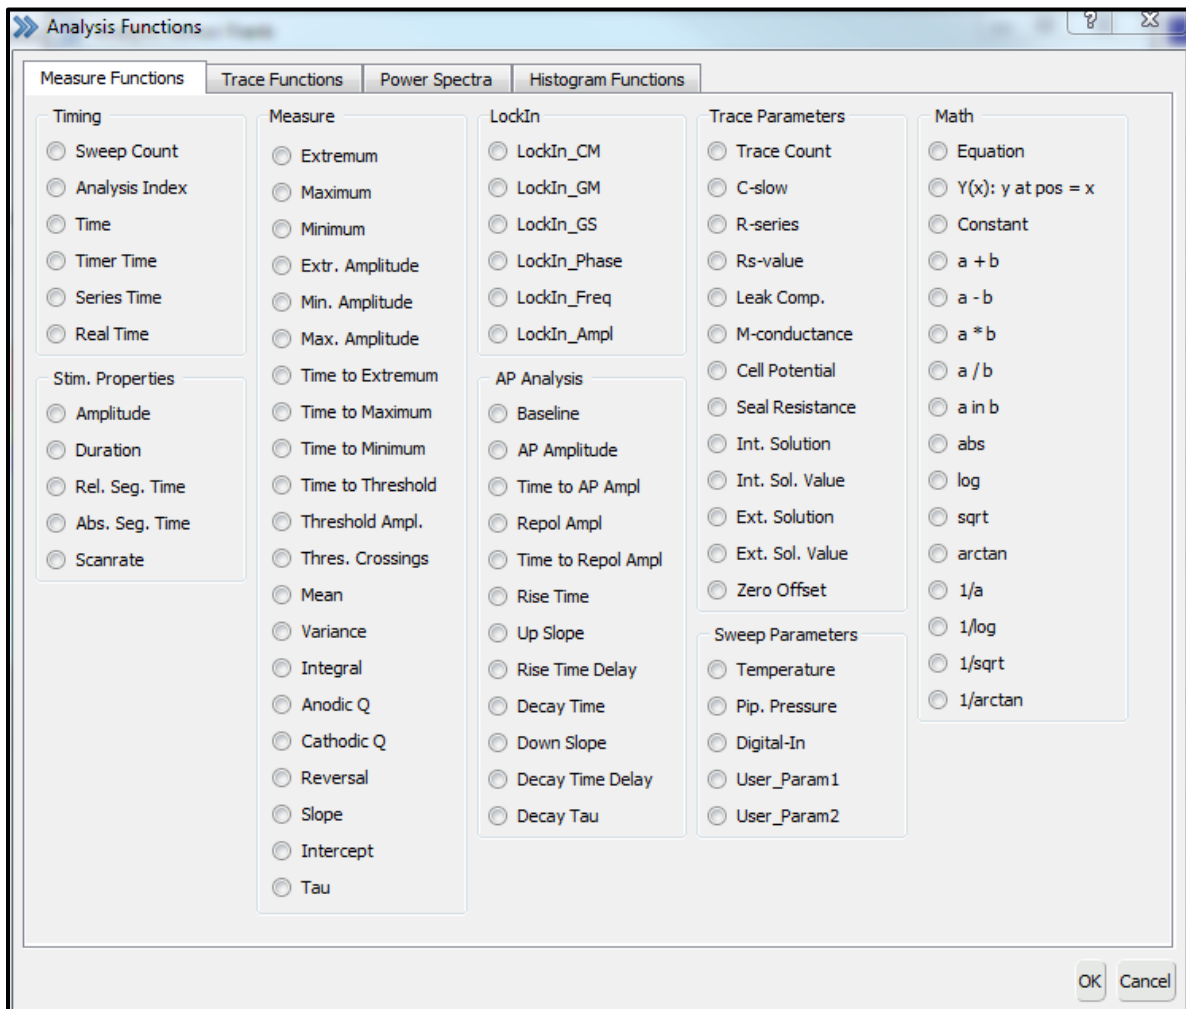 Analysis Functions
Measure Functions
Trace Functions
Power Spectra
Histogram Functions
Timing
Sweep Count
Analysis Index
Time
Timer Time
Series Time
Real Time
Stim. Properties
Amplitude
Duration
Rel. Seg. Time
Abs. Seg. Time
Scanrate
Measure
Extremum
Maximum
Minimum
Extr. Amplitude
Min. Amplitude
Max. Amplitude
Time to Extremum
Time to Maximum
Time to Minimum
Time to Threshold
Threshold Ampl.
Thres. Crossings
Mean
Variance
Integral
Anodic Q
Cathodic Q
Reversal
Slope
Intercept
Tau
LockIn
LockIn_CM
LockIn_GM
LockIn_GS
LockIn_Phase
LockIn_Freq
LockIn_Ampl
AP Analysis
Baseline
AP Amplitude
Time to AP Ampl
Repol Ampl
Time to Repol Ampl
Rise Time
Up Slope
Rise Time Delay
Decay Time
Down Slope
Decay Time Delay
Decay Tau
Trace Parameters
Trace Count
C-slow
R-series
Rs-value
Leak Comp.
M-conductance
Cell Potential
Seal Resistance
Int. Solution
Int. Sol. Value
Ext. Solution
Ext. Sol. Value
Zero Offset
Sweep Parameters
Temperature
Pip. Pressure
Digital-In
User_Param1
User_Param2
Math
Equation
Y(x): y at pos = x
Constant
a + b
a - b
a * b
a / b
a in b
abs
log
sqrt
arctan
1/a
1/log
1/sqrt
1/arctan
OK
Cancel